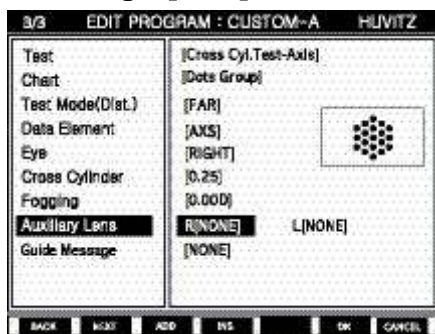 3/3 EDIT PROGRAM : CUSTOM-A HUVITZ
Test [Cross Cyl.Test-Axis]
Chart [Dots Group]
Test Mode(Dist.) [FAR]
Data Element [AXS]
Eye [RIGHT]
Cross Cylinder [0.25]
Fogging [0.00D]
Auxiliary Lens R[NONE] L[NONE]
Guide Message [NONE]
BACK NEXT ADD INS OK CANCEL